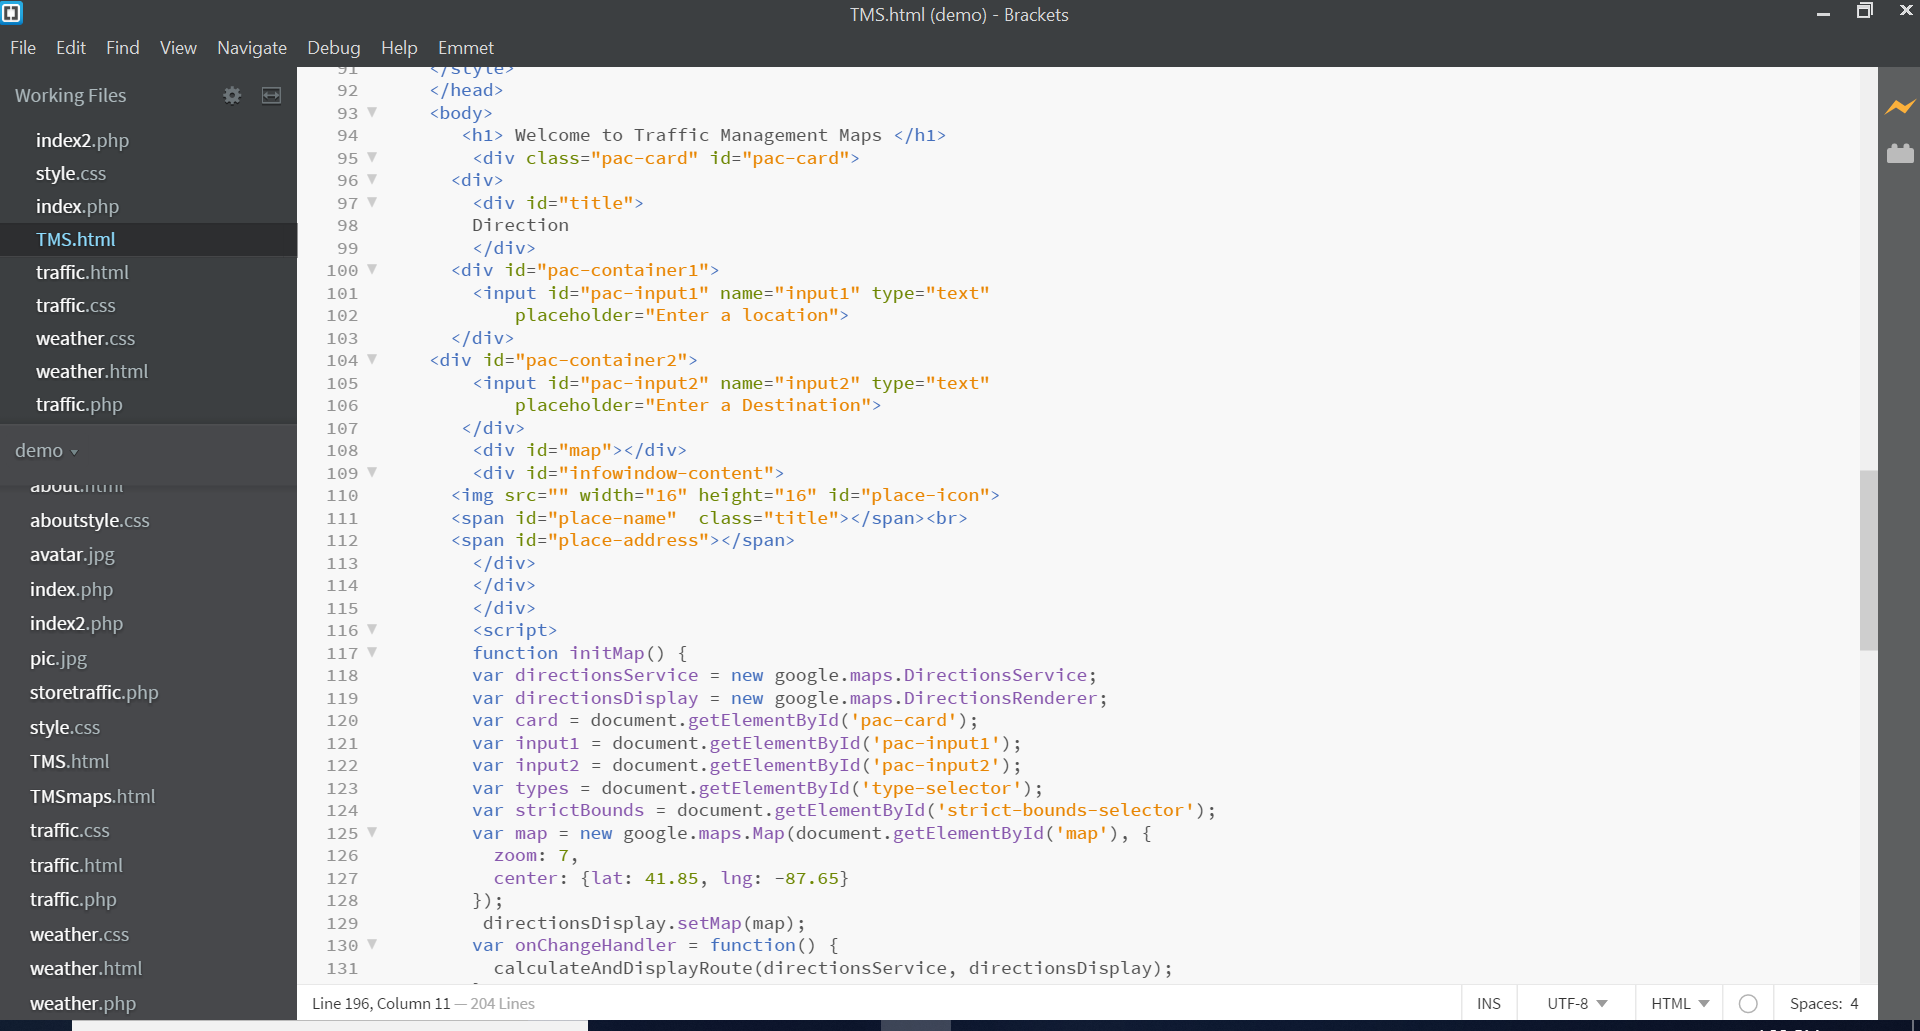 TMS.html (demo) - Brackets
File Edit Find View Navigate Debug Help Emmet
Working Files
index2.php
style.css
index.php
TMS.html
traffic.html
traffic.css
weather.css
weather.html
traffic.php
demo
about.html
aboutstyle.css
avatar.jpg
index.php
index2.php
pic.jpg
storetraffic.php
style.css
TMS.html
TMSmaps.html
traffic.css
traffic.html
traffic.php
weather.css
weather.html
weather.php
91 </style>
92 </head>
93 <body>
94 <h1> Welcome to Traffic Management Maps </h1>
95 <div class="pac-card" id="pac-card">
96 <div>
97 <div id="title">
98 Direction
99 </div>
100 <div id="pac-container1">
101 <input id="pac-input1" name="input1" type="text"
102 placeholder="Enter a location">
103 </div>
104 <div id="pac-container2">
105 <input id="pac-input2" name="input2" type="text"
106 placeholder="Enter a Destination">
107 </div>
108 <div id="map"></div>
109 <div id="infowindow-content">
110 <img src="" width="16" height="16" id="place-icon">
111 <span id="place-name"  class="title"></span><br>
112 <span id="place-address"></span>
113 </div>
114 </div>
115 </div>
116 <script>
117 function initMap() {
118 var directionsService = new google.maps.DirectionsService;
119 var directionsDisplay = new google.maps.DirectionsRenderer;
120 var card = document.getElementById('pac-card');
121 var input1 = document.getElementById('pac-input1');
122 var input2 = document.getElementById('pac-input2');
123 var types = document.getElementById('type-selector');
124 var strictBounds = document.getElementById('strict-bounds-selector');
125 var map = new google.maps.Map(document.getElementById('map'), {
126 zoom: 7,
127 center: {lat: 41.85, lng: -87.65}
128 });
129 directionsDisplay.setMap(map);
130 var onChangeHandler = function() {
131 calculateAndDisplayRoute(directionsService, directionsDisplay);
Line 196, Column 11 — 204 Lines
INS UTF-8 HTML Spaces: 4